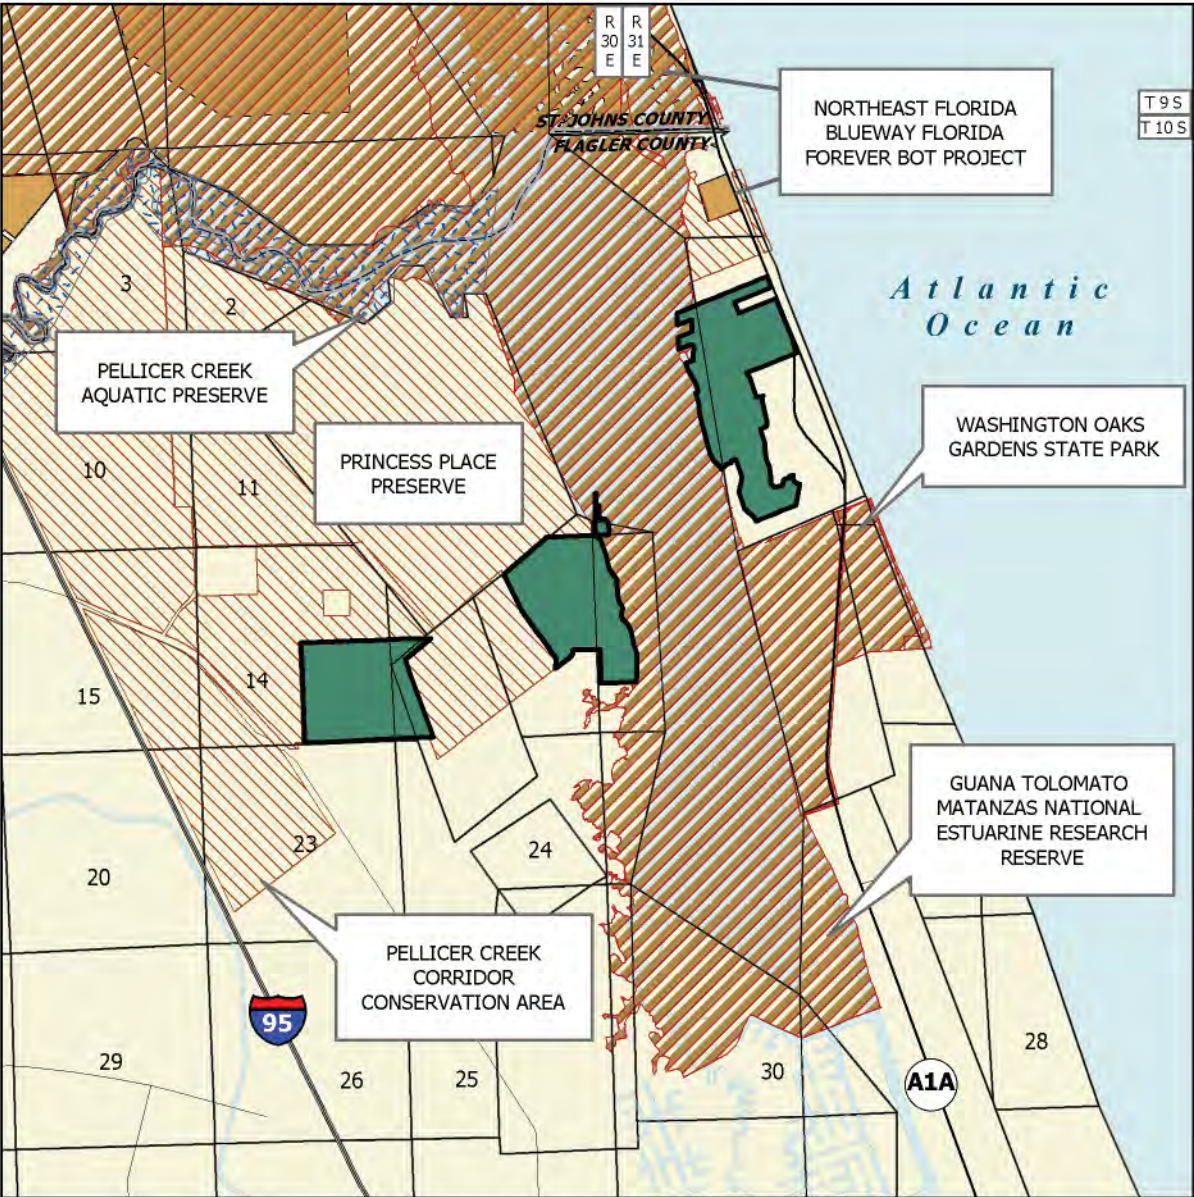 R
30
E
R
31
E
T 9 S
T 10 S
NORTHEAST FLORIDA
BLUEWAY FLORIDA
FOREVER BOT PROJECT
ST. JOHNS COUNTY
FLAGLER COUNTY
Atlantic
Ocean
3
2
PELLICER CREEK
AQUATIC PRESERVE
WASHINGTON OAKS
GARDENS STATE PARK
PRINCESS PLACE
PRESERVE
10
11
15
14
GUANA TOLOMATO
MATANZAS NATIONAL
ESTUARINE RESEARCH
RESERVE
23
24
20
PELLICER CREEK
CORRIDOR
CONSERVATION AREA
95
29
26
25
30
A1A
28